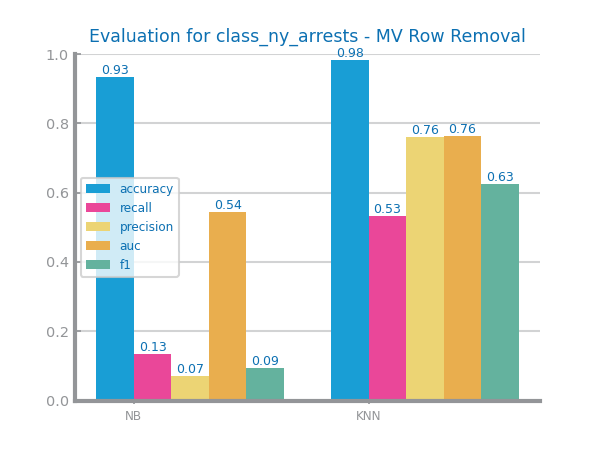 Evaluation for class_ny_arrests - MV Row Removal
1.0
0.8
0.6
0.4
0.2
0.0
0.93
0.13
0.07
0.54
0.09
0.98
0.53
0.76
0.76
0.63
accuracy
recall
precision
auc
f1
NB
KNN